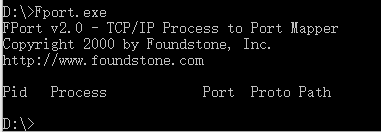 D:\>Fport.exe
FPort v2.0 - TCP/IP Process to Port Mapper
Copyright 2000 by Foundstone, Inc.
http://www.foundstone.com
Pid Process Port Proto Path
D:\>